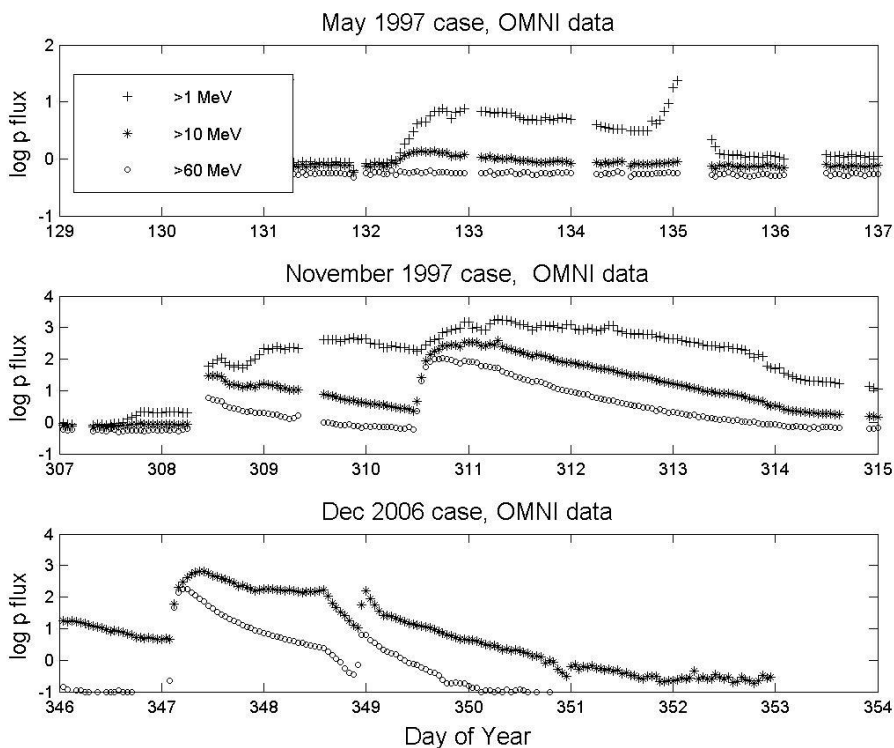 May 1997 case, OMNI data
log p flux
2
1
0
-1
>1 MeV
>10 MeV
>60 MeV
129 130 131 132 133 134 135 136 137
November 1997 case, OMNI data
log p flux
4
3
2
1
0
-1
307 308 309 310 311 312 313 314 315
Dec 2006 case, OMNI data
log p flux
4
3
2
1
0
-1
346 347 348 349 350 351 352 353 354
Day of Year